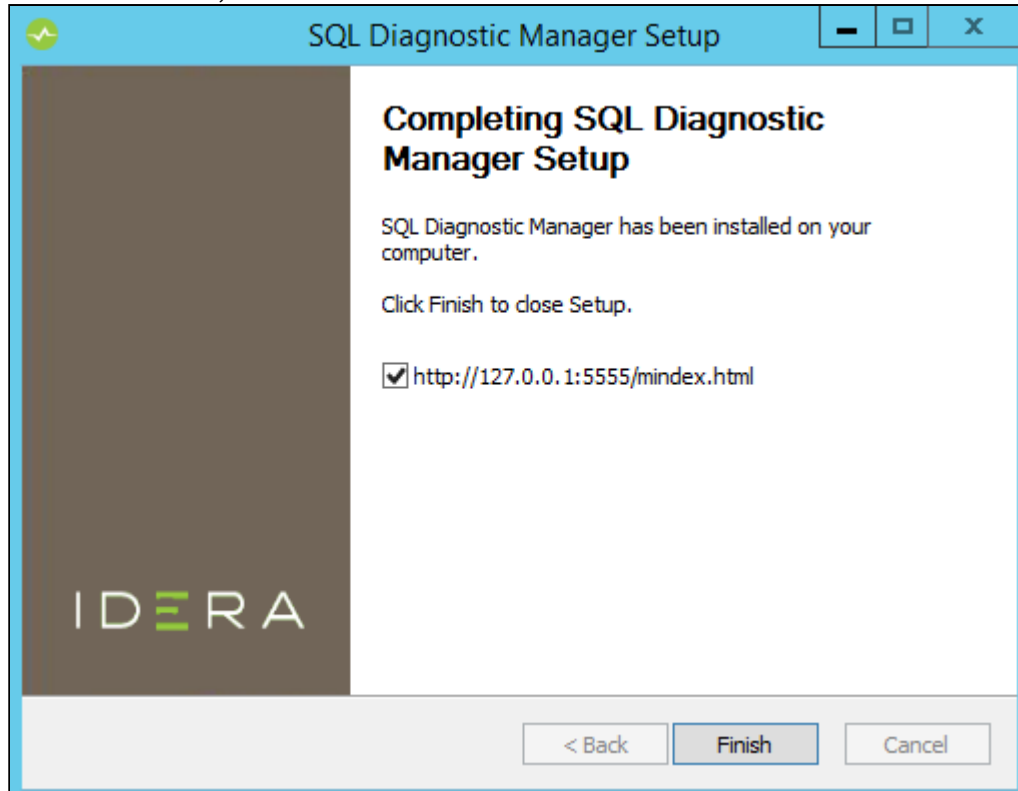 SQL Diagnostic Manager Setup
Completing SQL Diagnostic
Manager Setup
SQL Diagnostic Manager has been installed on your
computer.
Click Finish to close Setup.
http://127.0.0.1:5555/mindex.html
IDERA
< Back
Finish
Cancel